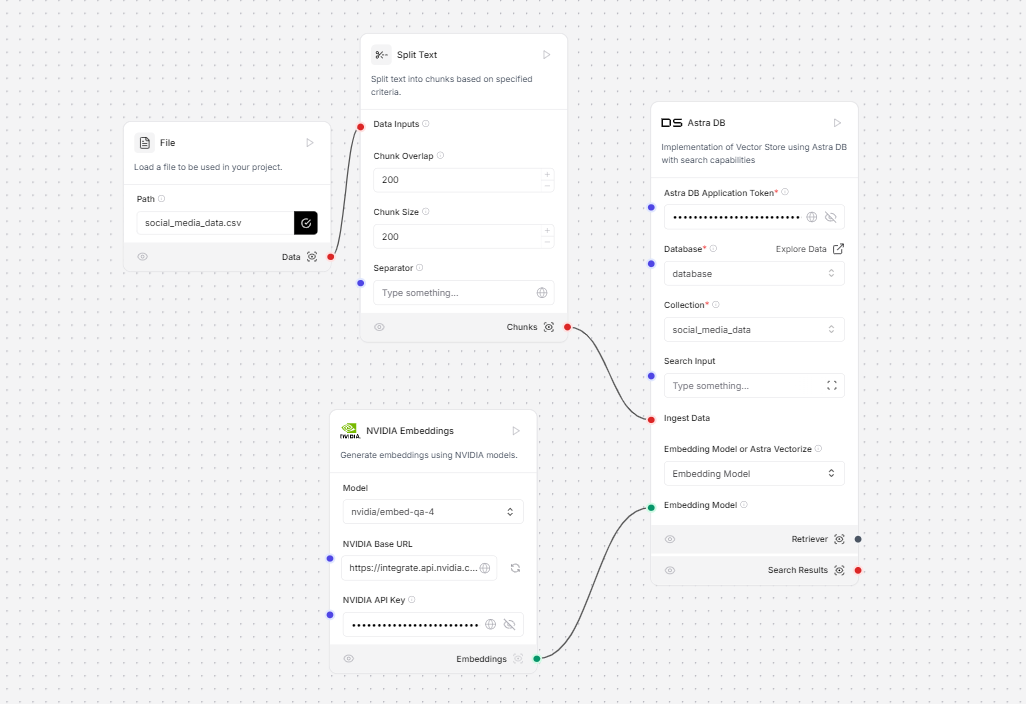 File
Load a file to be used in your project.
Path
social_media_data.csv
Data
Split Text
Split text into chunks based on specified
criteria.
Data Inputs
Chunk Overlap
200
Chunk Size
200
Separator
Type something...
Chunks
NVIDIA
NVIDIA Embeddings
Generate embeddings using NVIDIA models.
Model
nvidia/embed-qa-4
NVIDIA Base URL
https://integrate.api.nvidia.c...
NVIDIA API Key
••••••••••••••••••••••••••
Embeddings
DS Astra DB
Implementation of Vector Store using Astra DB
with search capabilities
Astra DB Application Token*
••••••••••••••••••••••••••
Database*
Explore Data
database
Collection*
social_media_data
Search Input
Type something...
Ingest Data
Embedding Model or Astra Vectorize
Embedding Model
Embedding Model
Retriever
Search Results